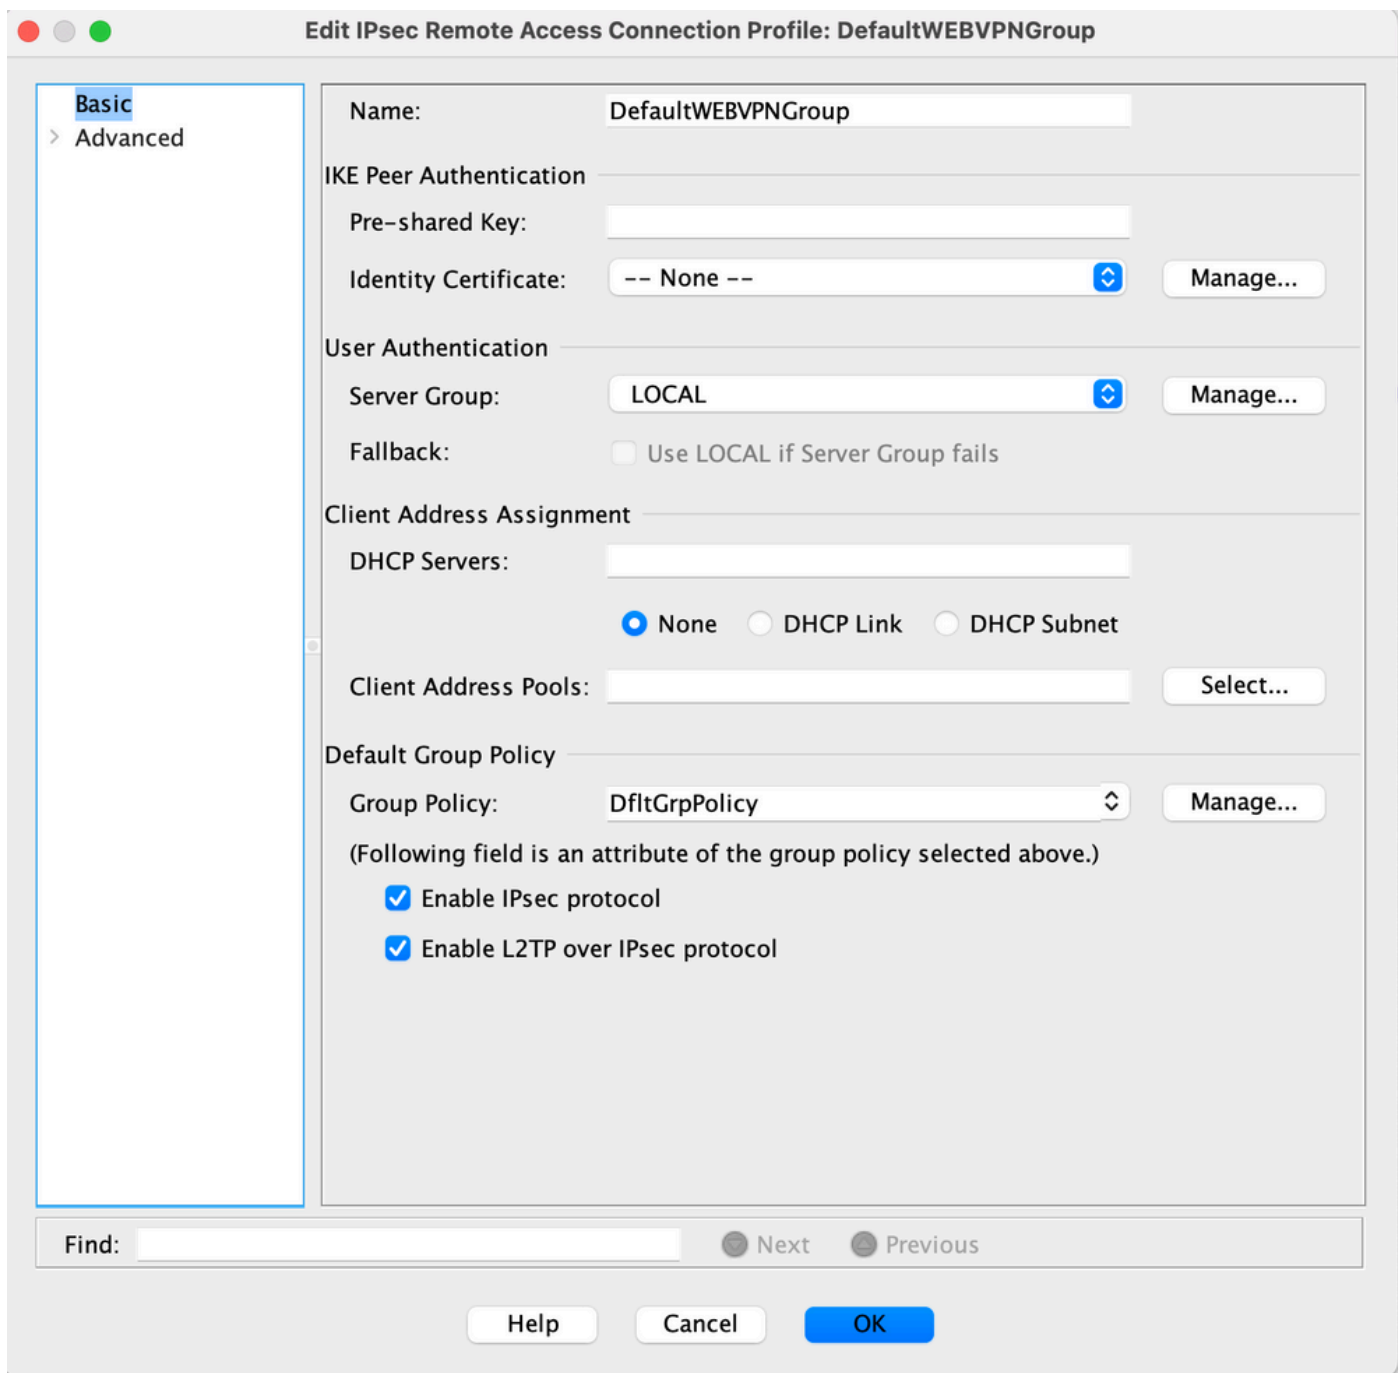 Edit IPsec Remote Access Connection Profile: DefaultWEBVPNGroup
Basic
Advanced
Name: DefaultWEBVPNGroup
IKE Peer Authentication
Pre-shared Key:
Identity Certificate: -- None -- Manage...
User Authentication
Server Group: LOCAL Manage...
Fallback: Use LOCAL if Server Group fails
Client Address Assignment
DHCP Servers:
None DHCP Link DHCP Subnet
Client Address Pools: Select...
Default Group Policy
Group Policy: DfltGrpPolicy Manage...
(Following field is an attribute of the group policy selected above.)
Enable IPsec protocol
Enable L2TP over IPsec protocol
Find: Next Previous
Help Cancel OK